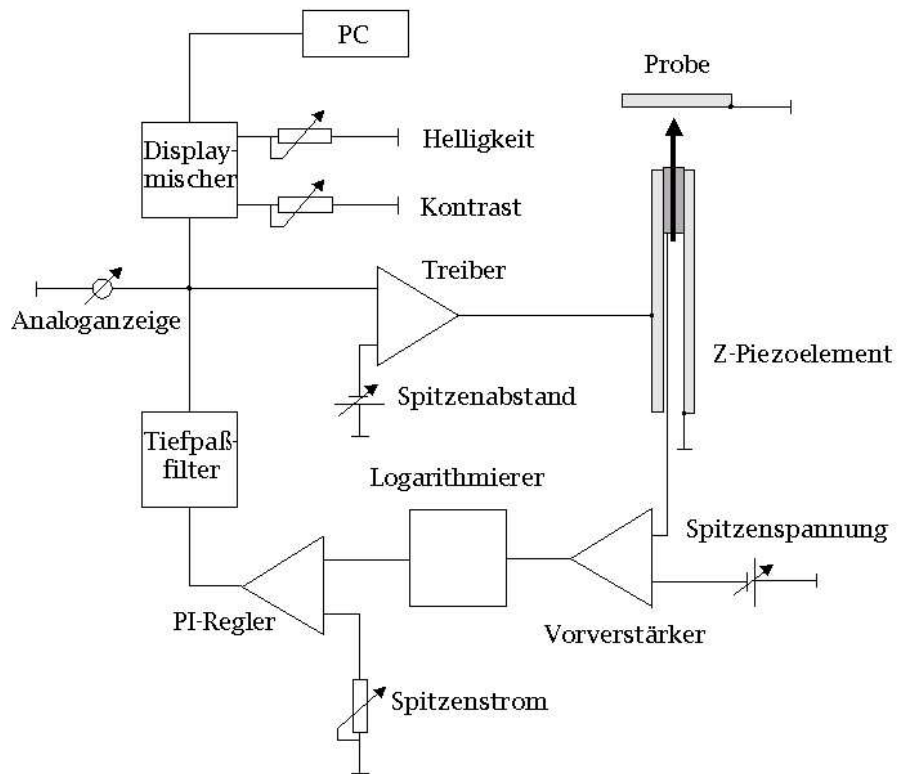 PC
Probe
Helligkeit
Display-
mischer
Kontrast
Treiber
Analoganzeige
Z-Piezoelement
Spitzenabstand
Tiefpaß-
filter
Logarithmierer
Spitzenspannung
PI-Regler
Vorverstärker
Spitzenstrom